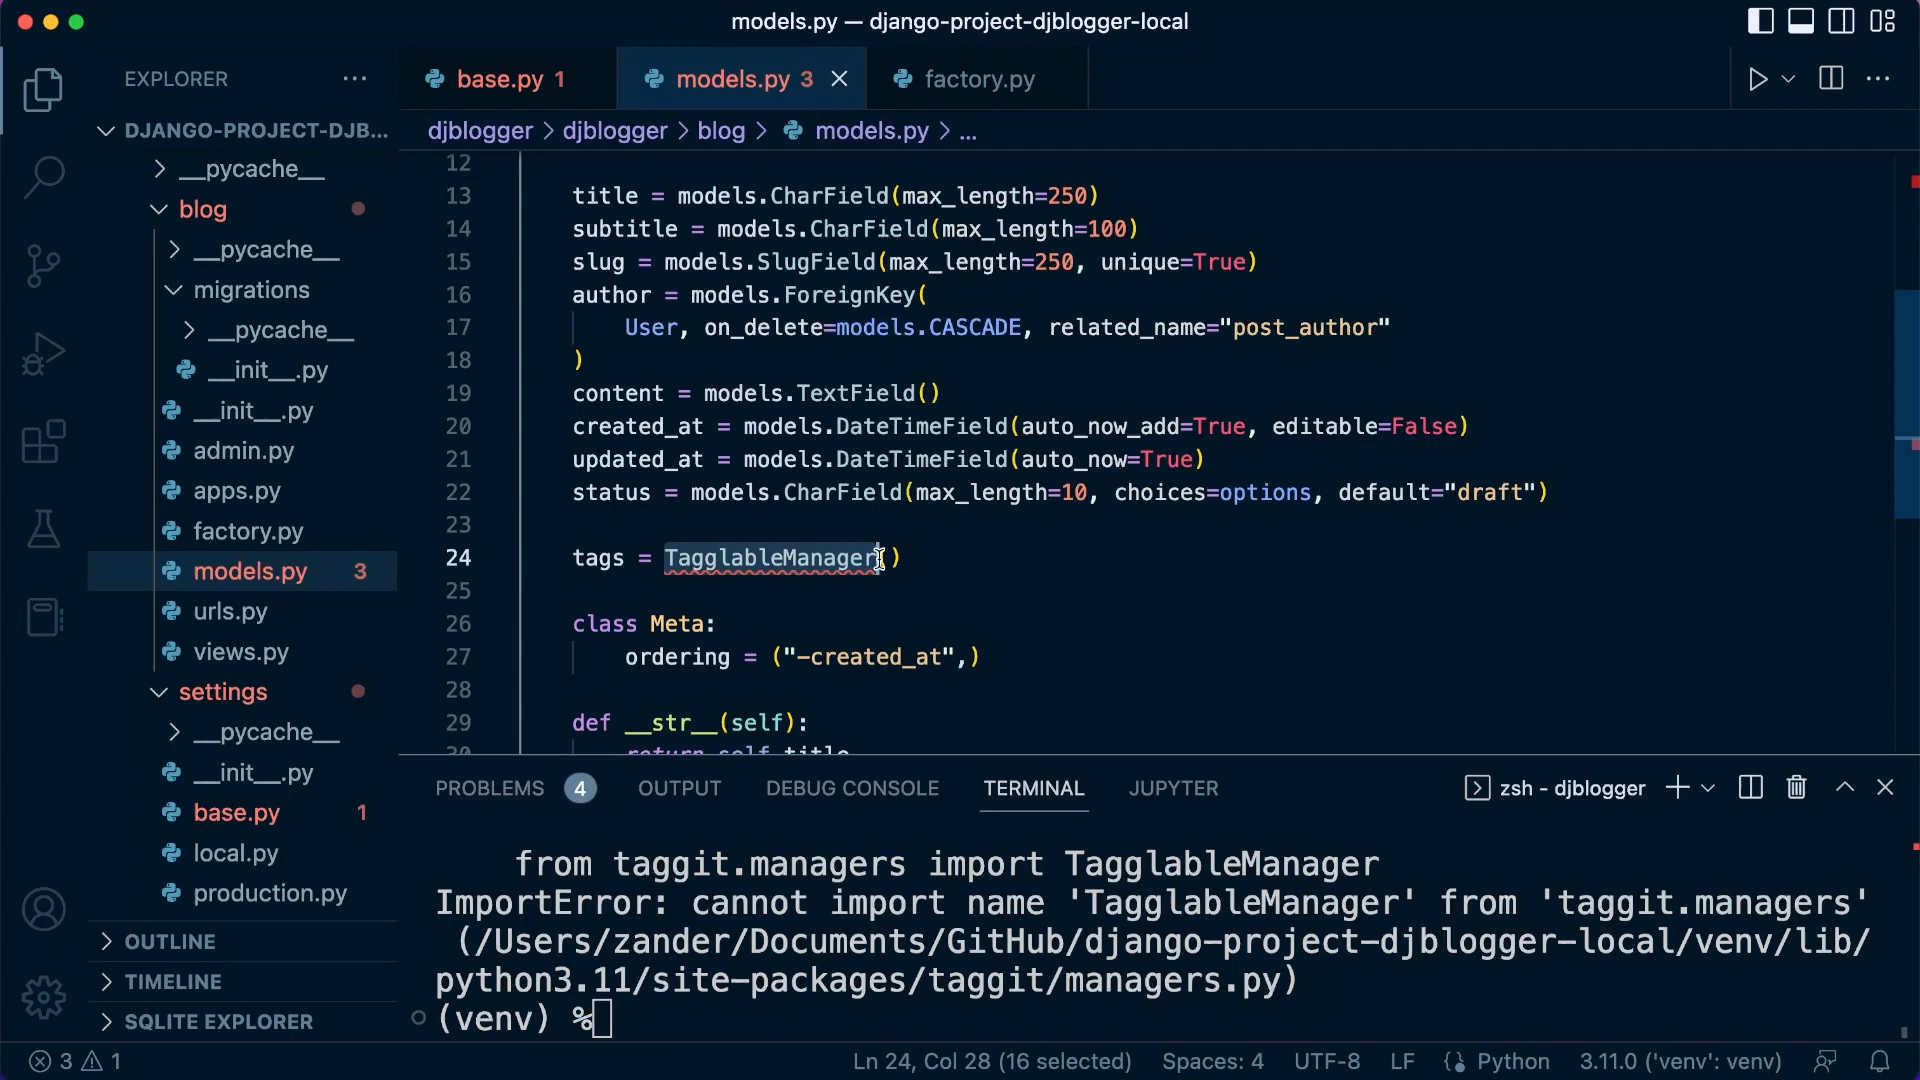 models.py — django-project-djblogger-local
EXPLORER
DJANGO-PROJECT-DJB...
__pycache__
blog
__pycache__
migrations
__pycache__
__init__.py
__init__.py
admin.py
apps.py
factory.py
models.py 3
urls.py
views.py
settings
__pycache__
__init__.py
base.py 1
local.py
production.py
OUTLINE
TIMELINE
SQLITE EXPLORER
base.py 1
models.py 3
factory.py
djblogger > djblogger > blog > models.py > ...
12
13 title = models.CharField(max_length=250)
14 subtitle = models.CharField(max_length=100)
15 slug = models.SlugField(max_length=250, unique=True)
16 author = models.ForeignKey(
17 User, on_delete=models.CASCADE, related_name="post_author"
18 )
19 content = models.TextField()
20 created_at = models.DateTimeField(auto_now_add=True, editable=False)
21 updated_at = models.DateTimeField(auto_now=True)
22 status = models.CharField(max_length=10, choices=options, default="draft")
23
24 tags = TagglableManager()
25
26 class Meta:
27 ordering = ("-created_at",)
28
29 def __str__(self):
30 return self.title
PROBLEMS 4 OUTPUT DEBUG CONSOLE TERMINAL JUPYTER
zsh - djblogger
from taggit.managers import TagglableManager
ImportError: cannot import name 'TagglableManager' from 'taggit.managers'
(/Users/zander/Documents/GitHub/django-project-djblogger-local/venv/lib/
python3.11/site-packages/taggit/managers.py)
(venv) %
3 1
Ln 24, Col 28 (16 selected) Spaces: 4 UTF-8 LF Python 3.11.0 ('venv': venv)